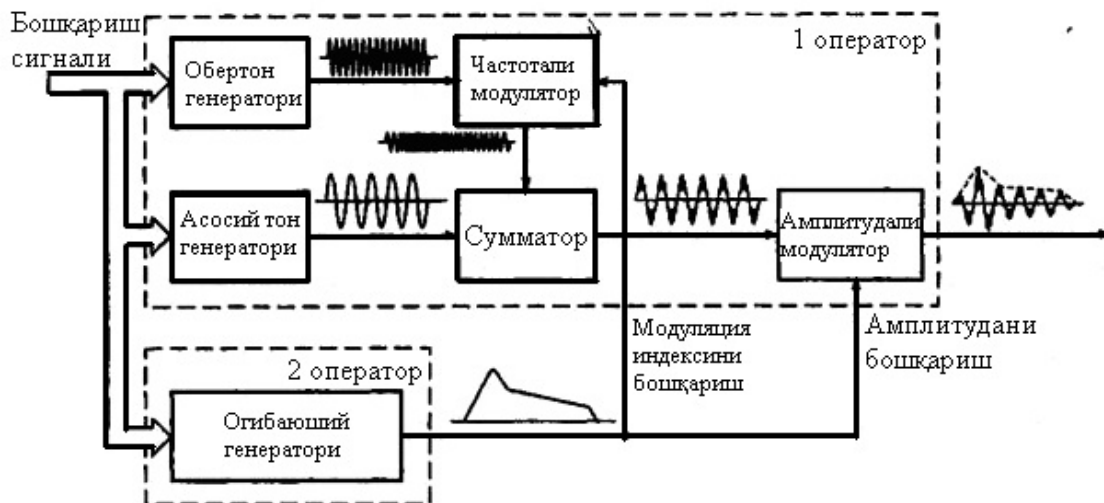 Бошқариш
сигнали
1 оператор
Обертон
генератори
Частотали
модулятор
Асосий тон
генератори
Сумматор
Амплитудали
модулятор
Модуляция
индексини
бошқариш
Амплитудани
бошқариш
2 оператор
Огибаюший
генератори